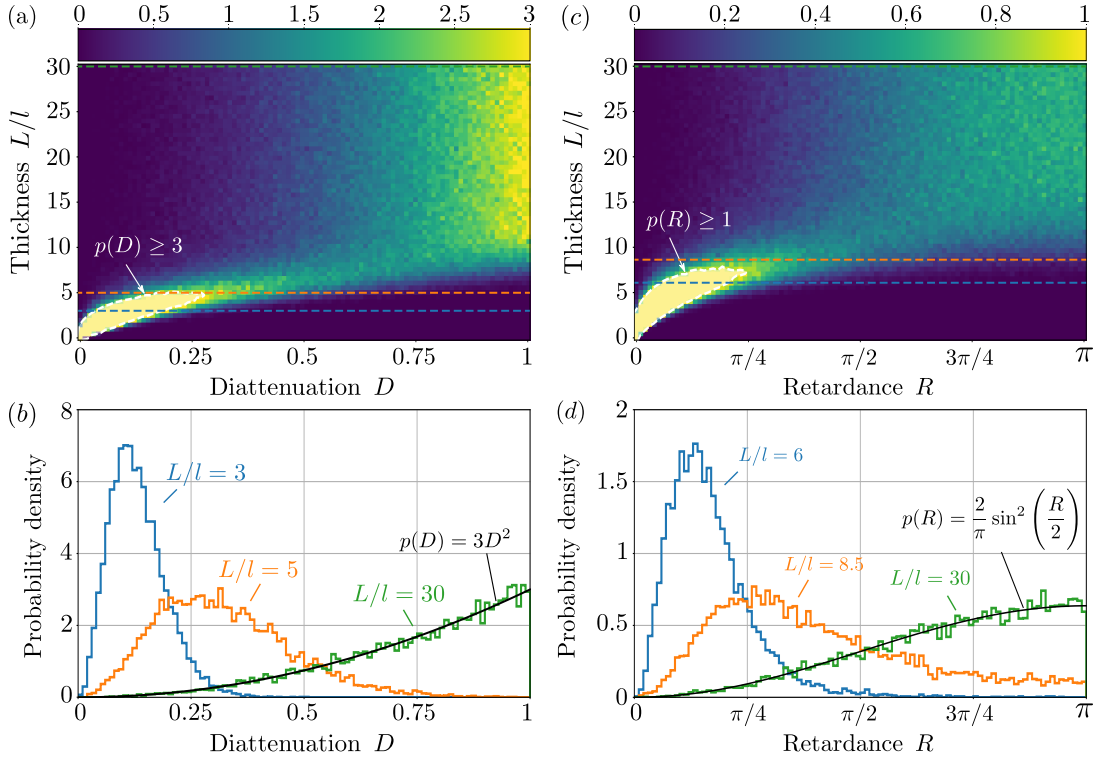 (a)
0 0.5 1 1.5 2 2.5 3
30
25
20
15
10
5
0
Thickness L/l
p(D) ≥ 3
0 0.25 0.5 0.75 1
Diattenuation D
(c)
0 0.2 0.4 0.6 0.8 1
30
25
20
15
10
5
0
Thickness L/l
p(R) ≥ 1
0 π/4 π/2 3π/4 π
Retardance R
(b)
8
6
4
2
0
Probability density
L/l = 3
L/l = 5
L/l = 30
p(D) = 3D²
0 0.25 0.5 0.75 1
Diattenuation D
(d)
2
1.5
1
0.5
0
Probability density
L/l = 6
L/l = 8.5
L/l = 30
p(R) = 2/π sin² (R/2)
0 π/4 π/2 3π/4 π
Retardance R